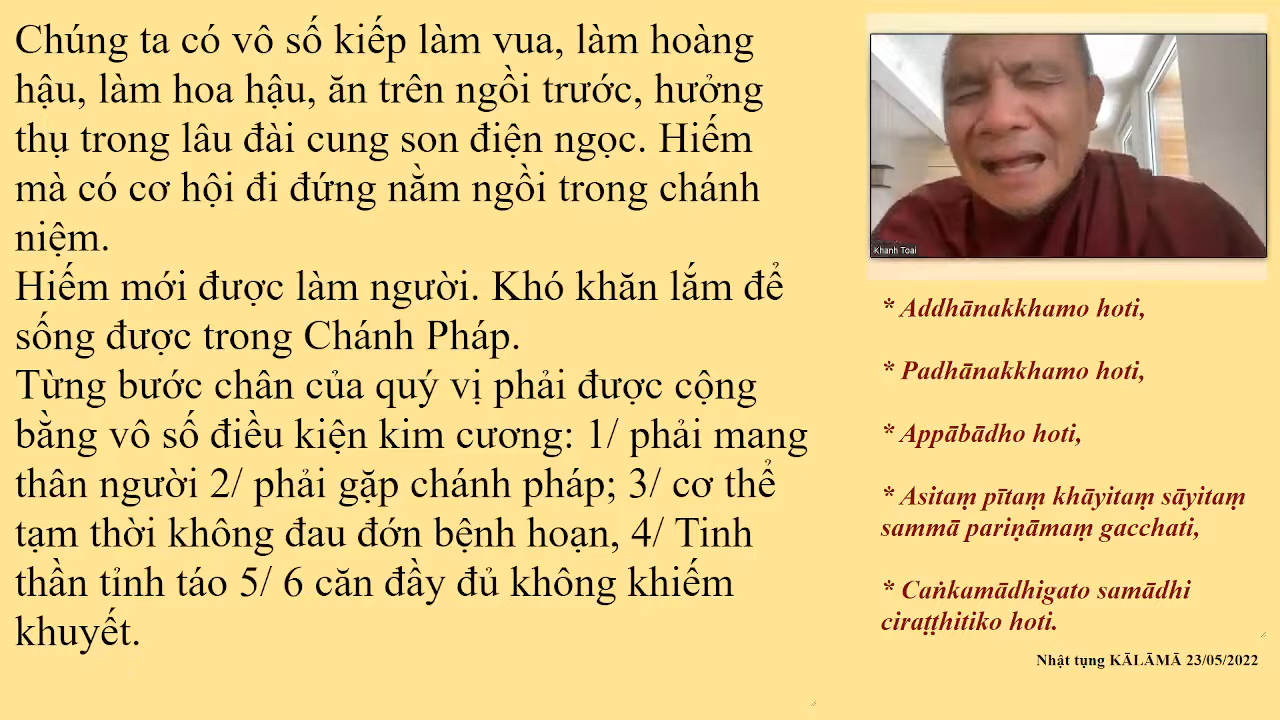 Chúng ta có vô số kiếp làm vua, làm hoàng
hậu, làm hoa hậu, ăn trên ngồi trước, hưởng
thụ trong lâu đài cung son điện ngọc. Hiếm
mà có cơ hội đi đứng nằm ngồi trong chánh
niệm.
Hiếm mới được làm người. Khó khăn lắm để
sống được trong Chánh Pháp.
Từng bước chân của quý vị phải được cộng
bằng vô số điều kiện kim cương: 1/ phải mang
thân người 2/ phải gặp chánh pháp; 3/ cơ thể
tạm thời không đau đớn bệnh hoạn, 4/ Tinh
thần tỉnh táo 5/ 6 căn đầy đủ không khiếm
khuyết.
Khanh Toai
* Addhānakkhamo hoti,
* Padhānakkhamo hoti,
* Appābādho hoti,
* Asitaṃ pītaṃ khāyitaṃ sāyitaṃ
sammā pariṇāmaṃ gacchati,
* Caṅkamādhigato samādhi
ciraṭṭhitiko hoti.
Nhật tụng KĀLĀMĀ 23/05/2022